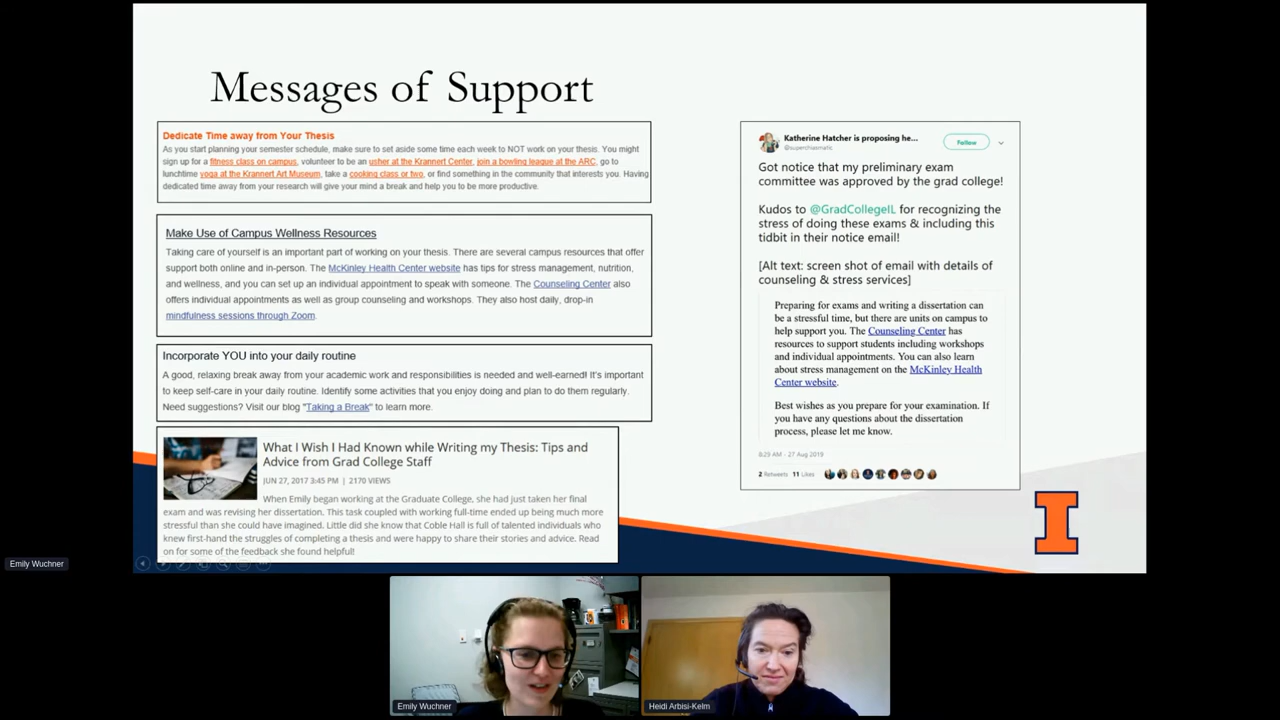 Messages of Support
Dedicate Time away from Your Thesis
As you start planning your semester schedule, make sure to set aside some time each week to NOT work on your thesis. You might
sign up for a fitness class on campus, volunteer to be an usher at the Krannert Center, join a bowling league at the ARC, go to
lunchtime yoga at the Krannert Art Museum, take a cooking class or two, or find something in the community that interests you. Having
dedicated time away from your research will give your mind a break and help you to be more productive.
Make Use of Campus Wellness Resources
Taking care of yourself is an important part of working on your thesis. There are several campus resources that offer
support both online and in-person. The McKinley Health Center website has tips for stress management, nutrition,
and wellness, and you can set up an individual appointment to speak with someone. The Counseling Center also
offers individual appointments as well as group counseling and workshops. They also host daily, drop-in
mindfulness sessions through Zoom.
Incorporate YOU into your daily routine
A good, relaxing break away from your academic work and responsibilities is needed and well-earned! It's important
to keep self-care in your daily routine. Identify some activities that you enjoy doing and plan to do them regularly.
Need suggestions? Visit our blog "Taking a Break" to learn more.
What I Wish I Had Known while Writing my Thesis: Tips and
Advice from Grad College Staff
JUN 27, 2017 3:45 PM | 2170 VIEWS
When Emily began working at the Graduate College, she had just taken her final
exam and was revising her dissertation. This task coupled with working full-time ended up being much more
stressful than she could have imagined. Little did she know that Coble Hall is full of talented individuals who
knew first-hand the struggles of completing a thesis and were happy to share their stories and advice. Read
on for some of the feedback she found helpful!
Katherine Hatcher is proposing he...
@superchiasmatic
Follow
Got notice that my preliminary exam
committee was approved by the grad college!
Kudos to @GradCollegeIL for recognizing the
stress of doing these exams & including this
tidbit in their notice email!
[Alt text: screen shot of email with details of
counseling & stress services]
Preparing for exams and writing a dissertation can
be a stressful time, but there are units on campus to
help support you. The Counseling Center has
resources to support students including workshops
and individual appointments. You can also learn
about stress management on the McKinley Health
Center website.
Best wishes as you prepare for your examination. If
you have any questions about the dissertation
process, please let me know.
8:29 AM - 27 Aug 2019
2 Retweets 11 Likes
I
Emily Wuchner
Emily Wuchner
Heidi Arbisi-Kelm